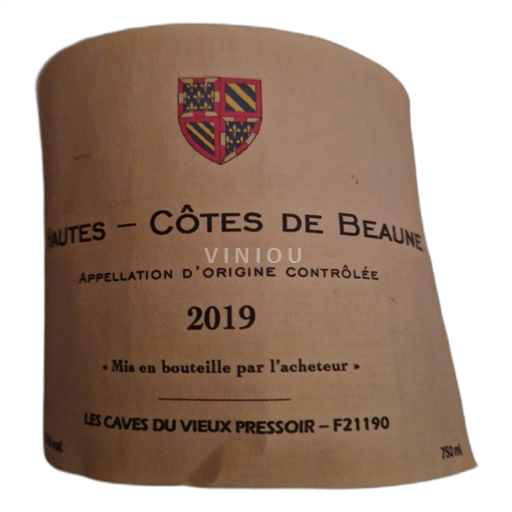 HAUTES – CÔTES DE BEAUNE
VINIOU
APPELLATION D'ORIGINE CONTRÔLÉE
2019
« Mis en bouteille par l'acheteur »
LES CAVES DU VIEUX PRESSOIR – F21190
750 ml